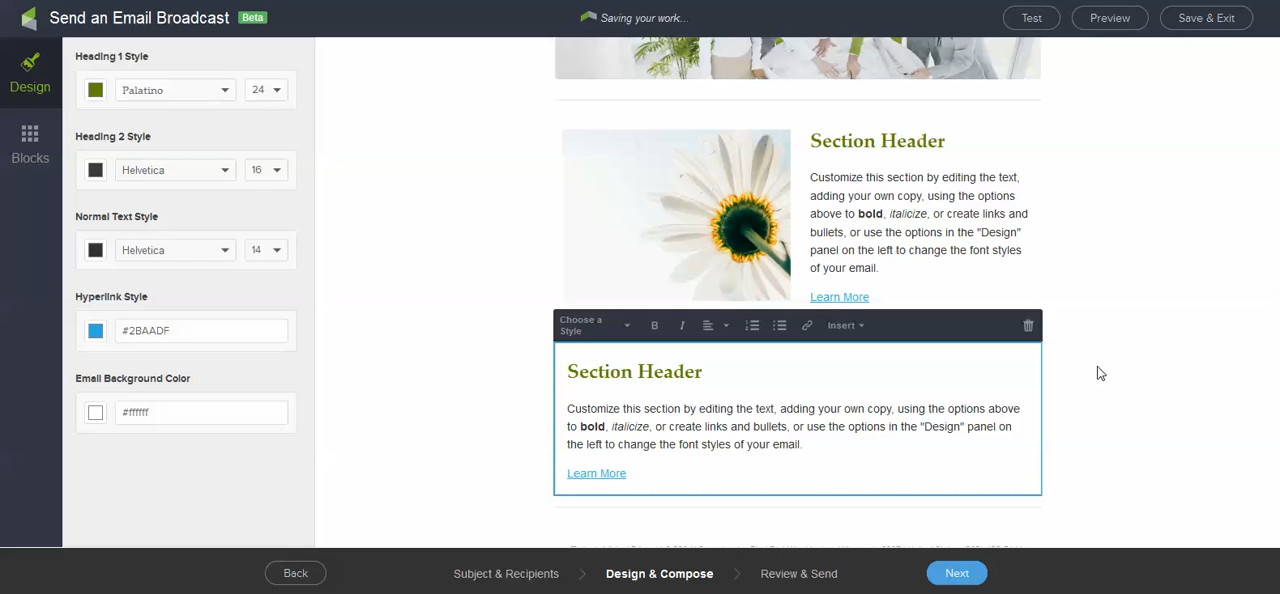 Send an Email Broadcast Beta
Saving your work...
Test
Preview
Save & Exit
Design
Blocks
Heading 1 Style
Palatino
24
Heading 2 Style
Helvetica
16
Normal Text Style
Helvetica
14
Hyperlink Style
#2BAADF
Email Background Color
#ffffff
Section Header
Customize this section by editing the text,
adding your own copy, using the options
above to bold, italicize, or create links and
bullets, or use the options in the "Design"
panel on the left to change the font styles
of your email.
Learn More
Choose a
Style
B
I
Insert
Section Header
Customize this section by editing the text, adding your own copy, using the options above
to bold, italicize, or create links and bullets, or use the options in the "Design" panel on
the left to change the font styles of your email.
Learn More
Back
Subject & Recipients
Design & Compose
Review & Send
Next